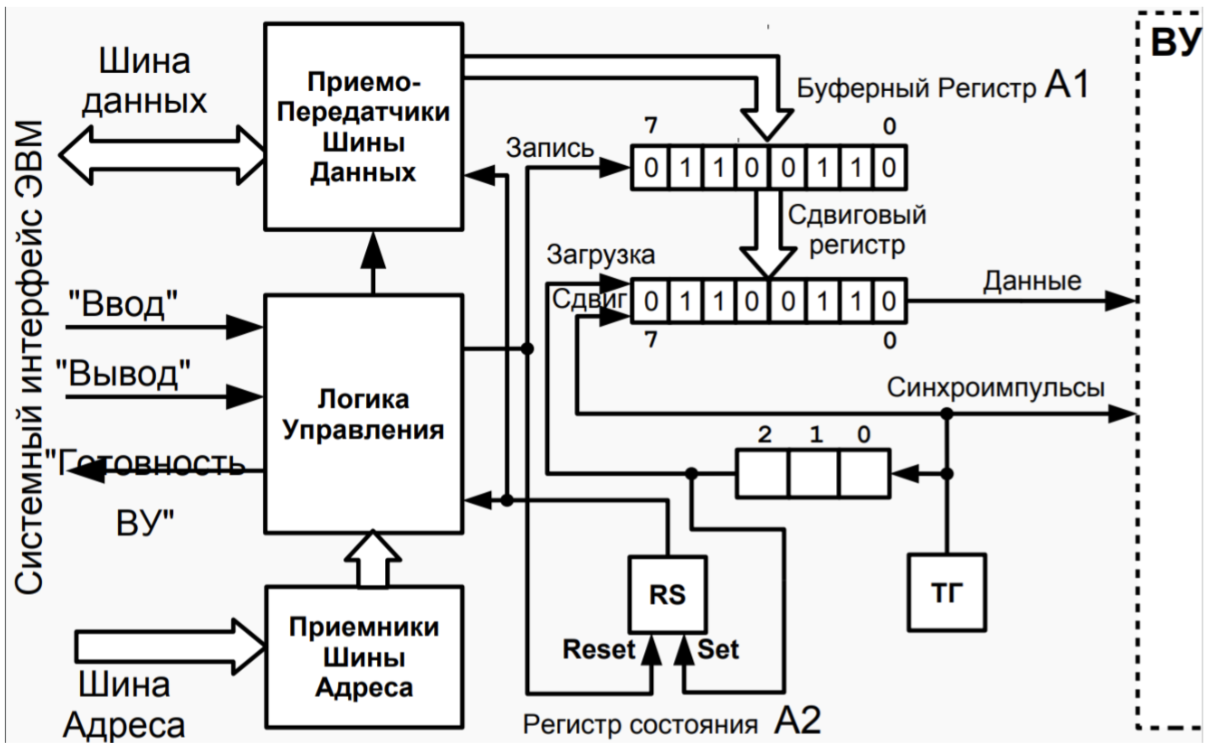 Системный интерфейс ЭВМ
Шина
данных
Приемо-
Передатчики
Шины
Данных
"Ввод"
"Вывод"
"Готовность
ВУ"
Логика
Управления
Шина
Адреса
Приемники
Шины
Адреса
Буферный Регистр А1
7 0
Запись
0 1 1 0 0 1 1 0
Сдвиговый
регистр
Загрузка
Сдвиг
0 1 1 0 0 1 1 0
7 0
Данные
Синхроимпульсы
2 1 0
RS
Reset
Set
ТГ
Регистр состояния А2
ВУ